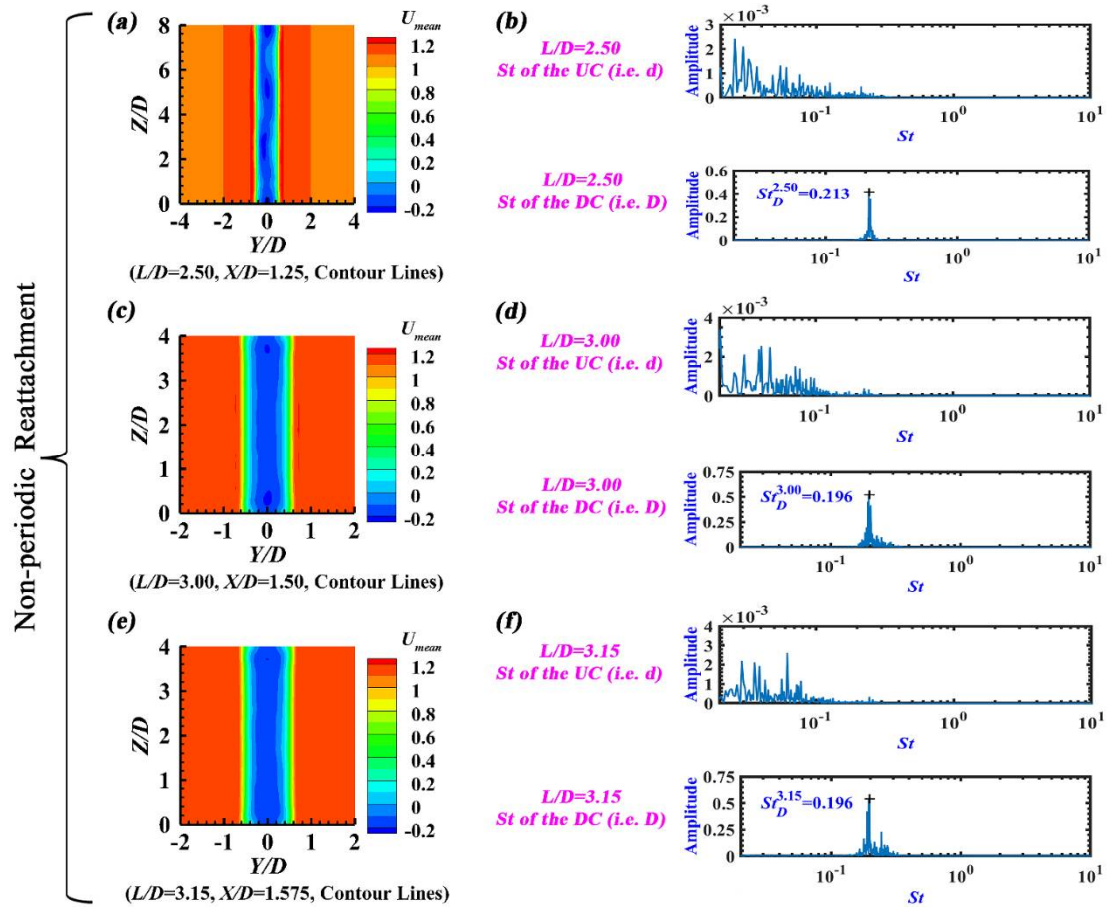 Non-periodic Reattachment
(a)
U_mean
8
6
4
2
0
Z/D
-4 -2 0 2 4
Y/D
1.2
1
0.8
0.6
0.4
0.2
0
-0.2
(L/D=2.50, X/D=1.25, Contour Lines)
(b)
L/D=2.50
St of the UC (i.e. d)
×10^-3
3
2
1
0
Amplitude
10^-1 10^0 10^1
St
L/D=2.50
St of the DC (i.e. D)
0.6
0.4
0.2
0
Amplitude
St_D^2.50=0.213
10^-1 10^0 10^1
St
(c)
U_mean
4
3
2
1
0
Z/D
-2 -1 0 1 2
Y/D
1.2
1
0.8
0.6
0.4
0.2
0
-0.2
(L/D=3.00, X/D=1.50, Contour Lines)
(d)
L/D=3.00
St of the UC (i.e. d)
×10^-3
4
2
0
Amplitude
10^-1 10^0 10^1
St
L/D=3.00
St of the DC (i.e. D)
0.75
0.5
0.25
0
Amplitude
St_D^3.00=0.196
10^-1 10^0 10^1
St
(e)
U_mean
4
3
2
1
0
Z/D
-2 -1 0 1 2
Y/D
1.2
1
0.8
0.6
0.4
0.2
0
-0.2
(L/D=3.15, X/D=1.575, Contour Lines)
(f)
L/D=3.15
St of the UC (i.e. d)
×10^-3
4
3
2
1
0
Amplitude
10^-1 10^0 10^1
St
L/D=3.15
St of the DC (i.e. D)
0.75
0.5
0.25
0
Amplitude
St_D^3.15=0.196
10^-1 10^0 10^1
St